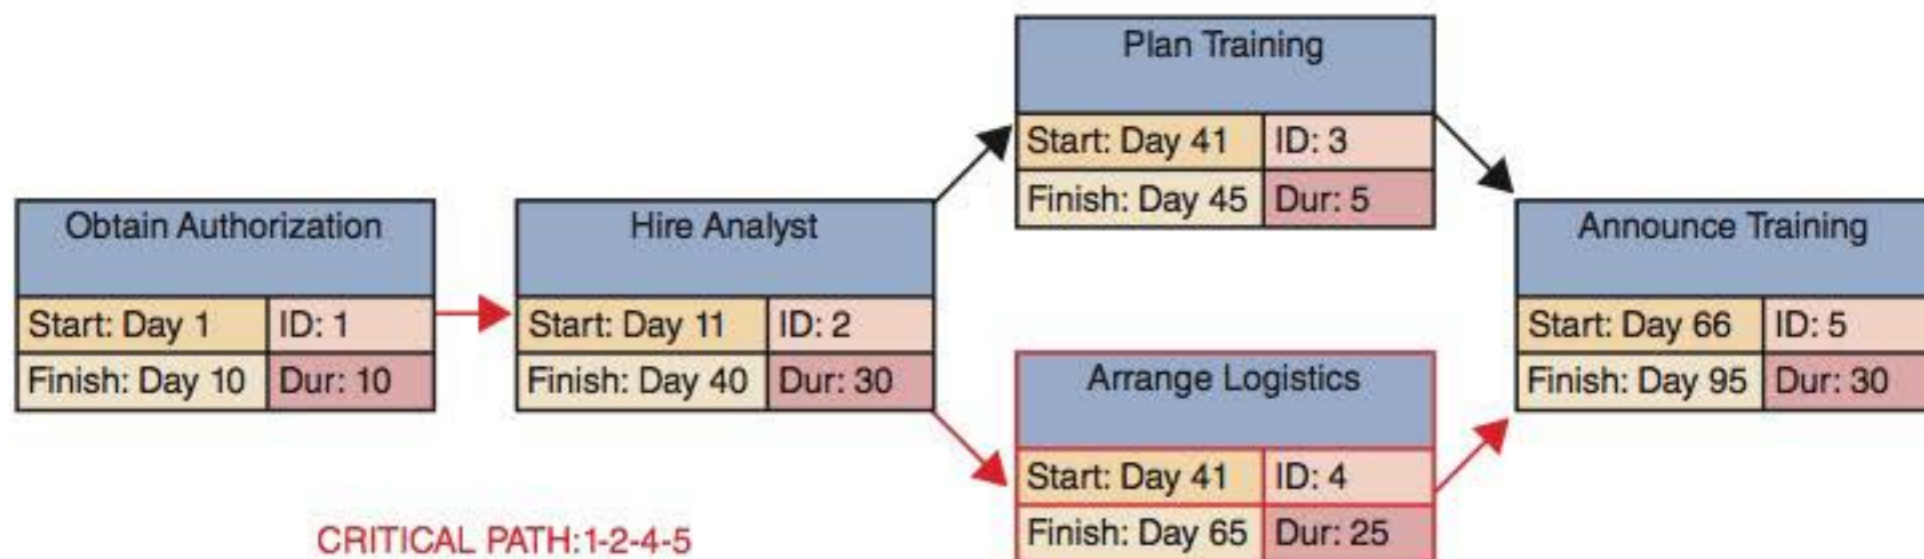 Obtain Authorization
Start: Day 1 ID: 1
Finish: Day 10 Dur: 10
Hire Analyst
Start: Day 11 ID: 2
Finish: Day 40 Dur: 30
Plan Training
Start: Day 41 ID: 3
Finish: Day 45 Dur: 5
Arrange Logistics
Start: Day 41 ID: 4
Finish: Day 65 Dur: 25
Announce Training
Start: Day 66 ID: 5
Finish: Day 95 Dur: 30
CRITICAL PATH:1-2-4-5